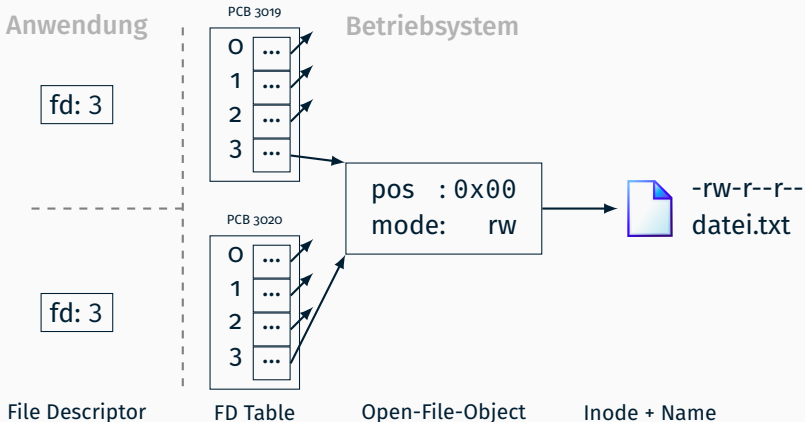 Anwendung
Betriebsystem
PCB 3019
0 ...
1 ...
2 ...
3 ...
fd: 3
pos : 0x00
mode: rw
-rw-r--r--
datei.txt
PCB 3020
0 ...
1 ...
2 ...
3 ...
fd: 3
File Descriptor
FD Table
Open-File-Object
Inode + Name